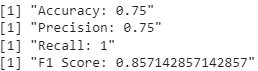 [1] "Accuracy: 0.75"
[1] "Precision: 0.75"
[1] "Recall: 1"
[1] "F1 Score: 0.857142857142857"